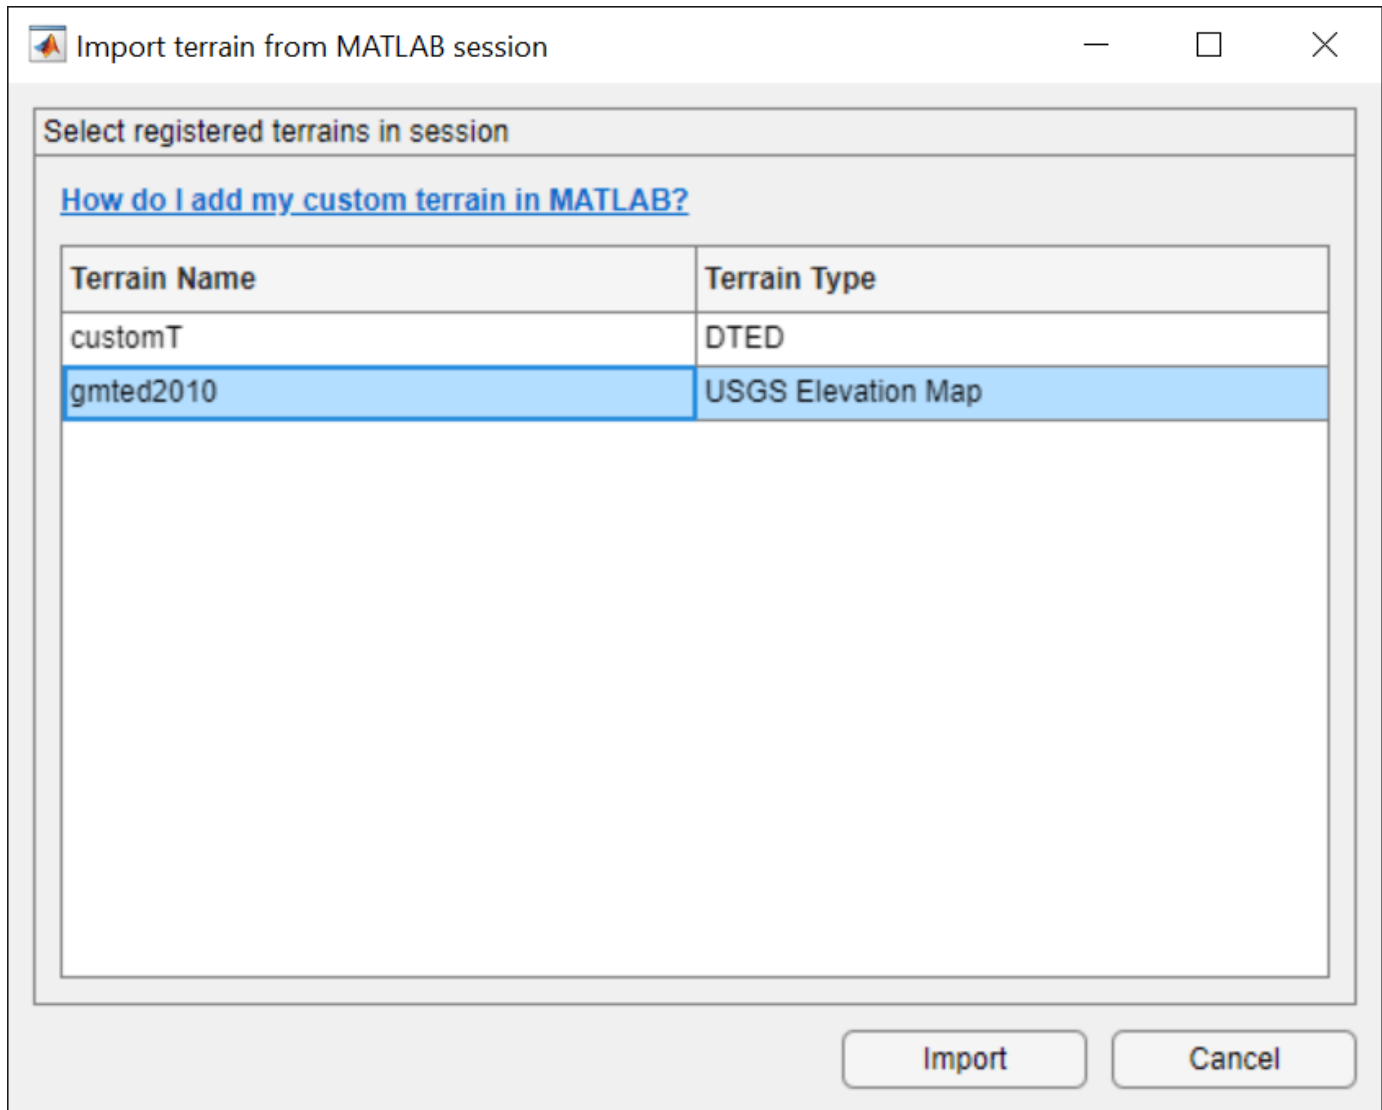 Import terrain from MATLAB session
Select registered terrains in session
How do I add my custom terrain in MATLAB?
Terrain Name Terrain Type
customT DTED
gmted2010 USGS Elevation Map
Import Cancel